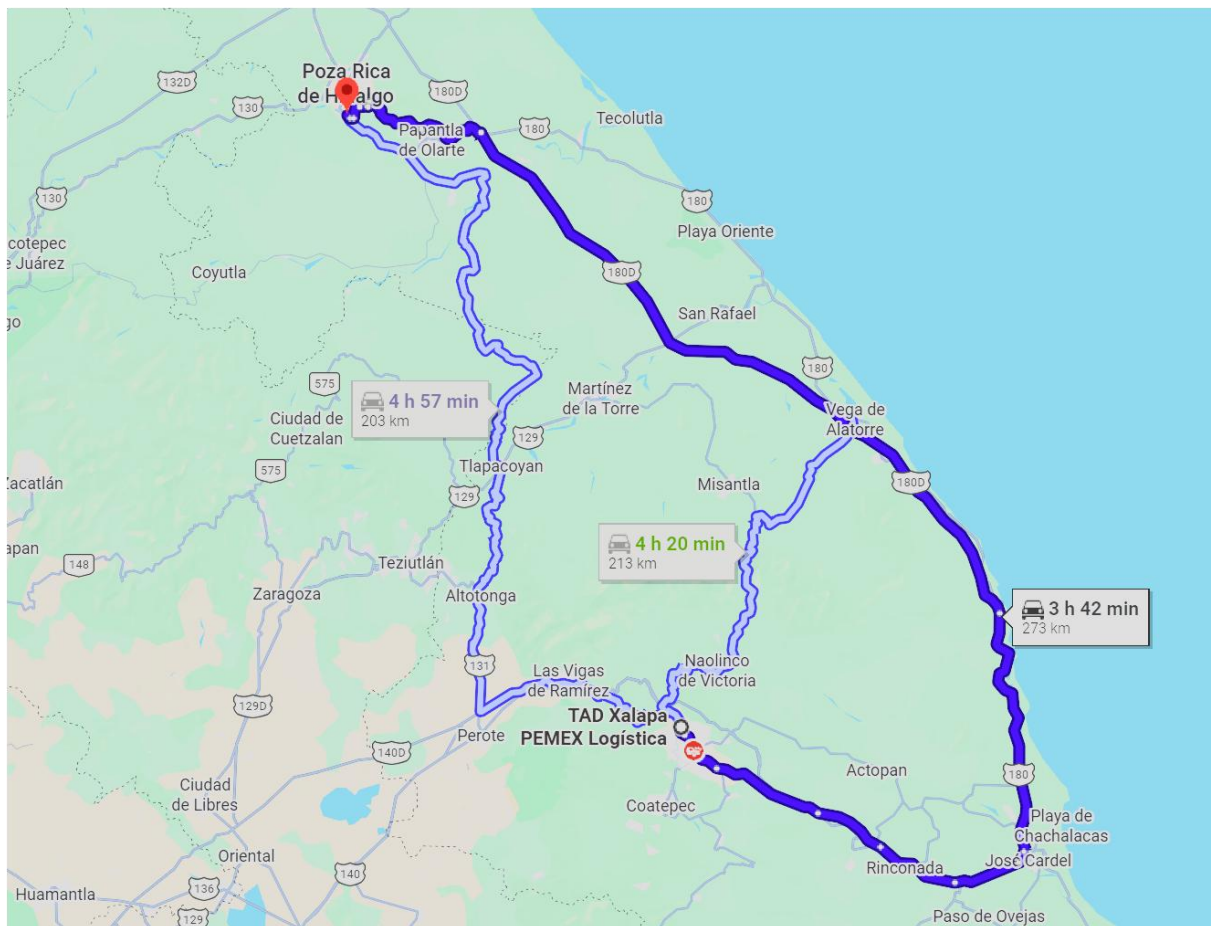 Poza Rica
de Hidalgo
132D
130
180D
180
Tecolutla
Papantla
de Olarte
130
180
cotepec
e Juárez
Coyutla
Playa Oriente
180D
go
San Rafael
575
180
4 h 57 min
203 km
Martínez
de la Torre
Ciudad de
Cuetzalan
Vega de
Alatorre
129
575
Tlapacoyan
Zacatlán
129
Misantla
180D
apan
148
4 h 20 min
213 km
Teziutlán
Zaragoza
Altotonga
3 h 42 min
273 km
131
Las Vigas
de Ramírez
Naolinco
de Victoria
129D
TAD Xalapa
PEMEX Logística
Perote
140D
Actopan
180
Ciudad
de Libres
Coatepec
Playa de
Chachalacas
Oriental
Rinconada
José Cardel
140
Huamantla
136
129
Paso de Ovejas